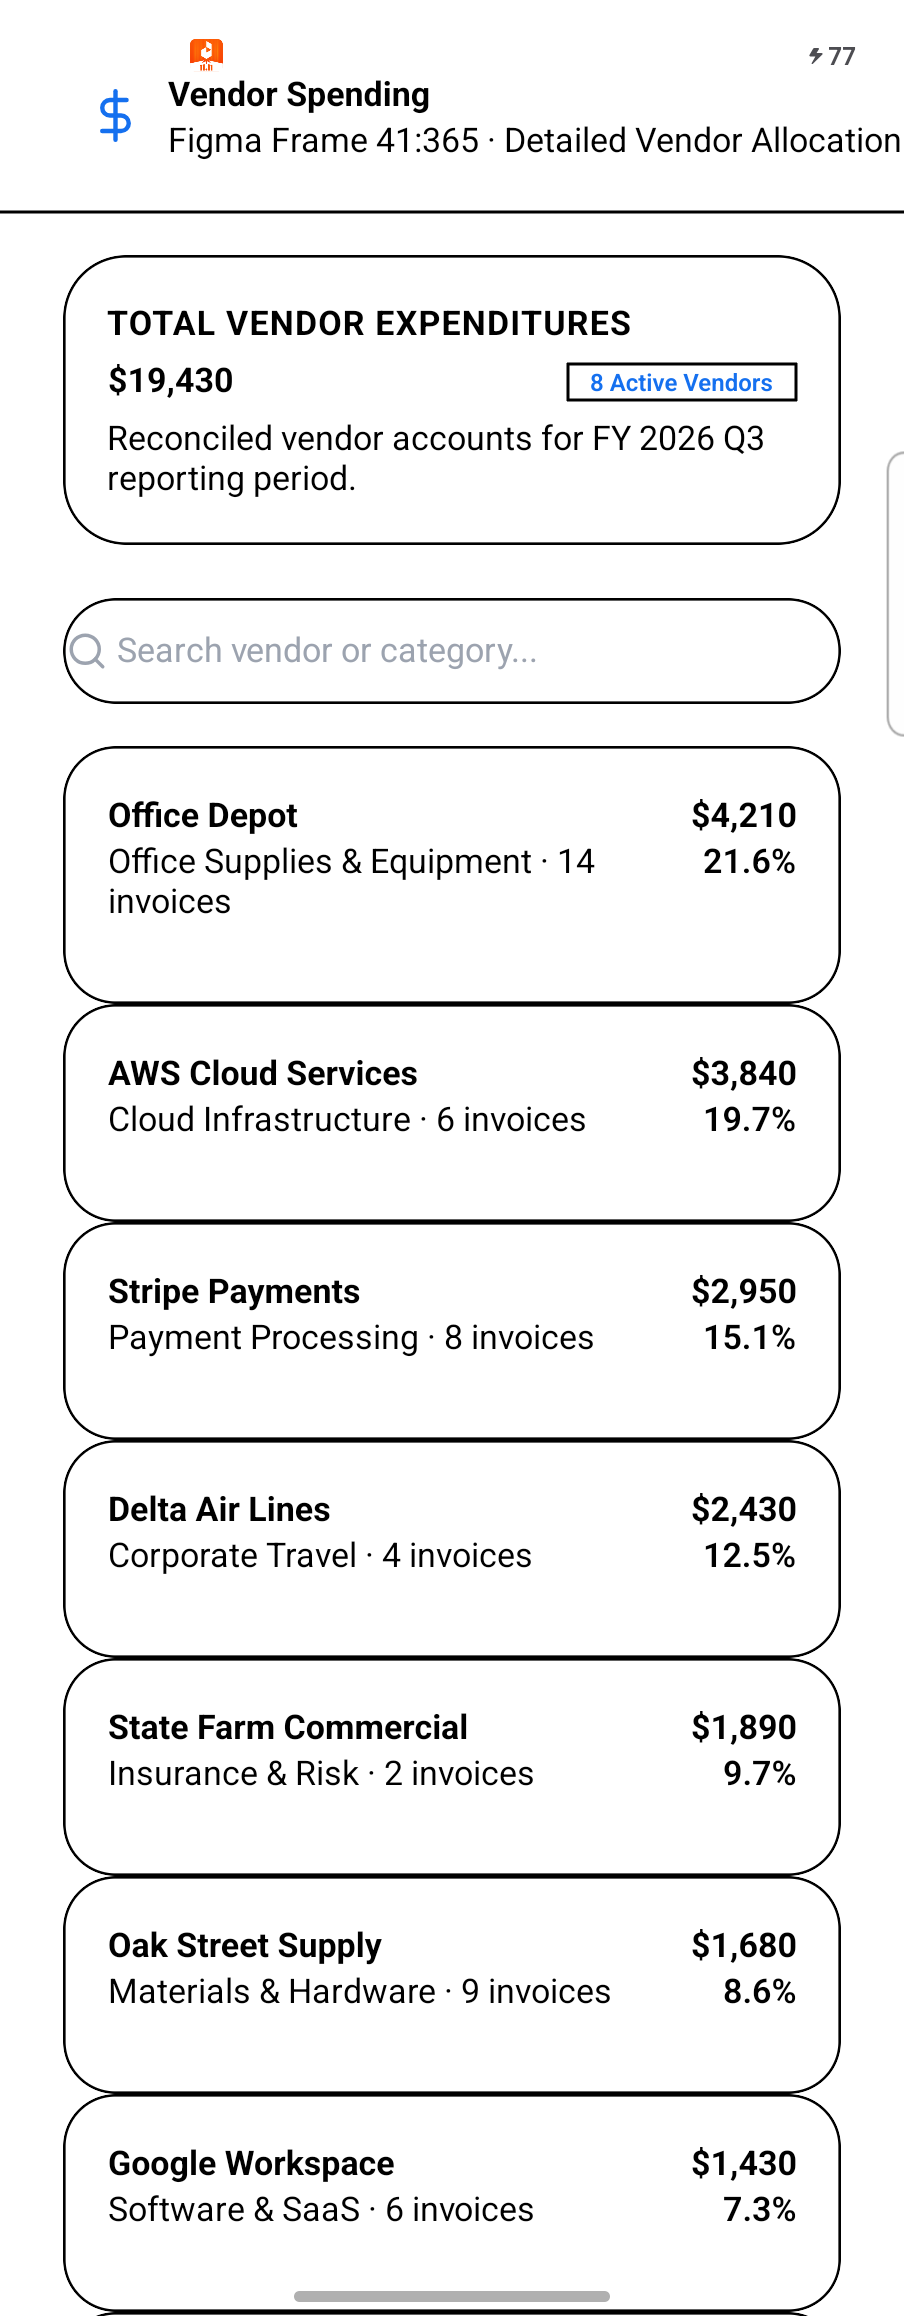 77
Vendor Spending
Figma Frame 41:365 · Detailed Vendor Allocation
TOTAL VENDOR EXPENDITURES
$19,430
8 Active Vendors
Reconciled vendor accounts for FY 2026 Q3
reporting period.
Search vendor or category...
Office Depot
$4,210
Office Supplies & Equipment · 14
invoices
21.6%
AWS Cloud Services
$3,840
Cloud Infrastructure · 6 invoices
19.7%
Stripe Payments
$2,950
Payment Processing · 8 invoices
15.1%
Delta Air Lines
$2,430
Corporate Travel · 4 invoices
12.5%
State Farm Commercial
$1,890
Insurance & Risk · 2 invoices
9.7%
Oak Street Supply
$1,680
Materials & Hardware · 9 invoices
8.6%
Google Workspace
$1,430
Software & SaaS · 6 invoices
7.3%